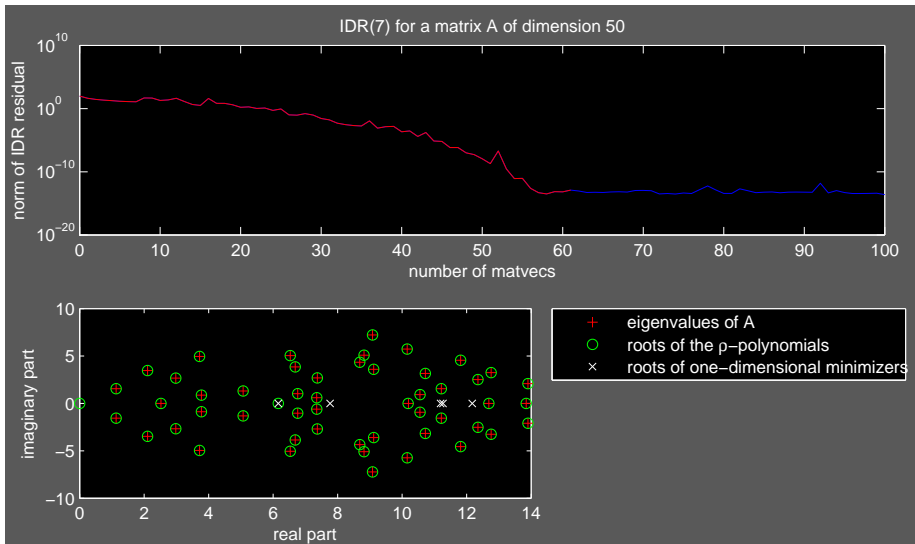 IDR(7) for a matrix A of dimension 50
norm of IDR residual
10^10
10^0
10^−10
10^−20
0 10 20 30 40 50 60 70 80 90 100
number of matvecs
imaginary part
10
5
0
−5
−10
0 2 4 6 8 10 12 14
real part
eigenvalues of A
roots of the ρ−polynomials
roots of one−dimensional minimizers